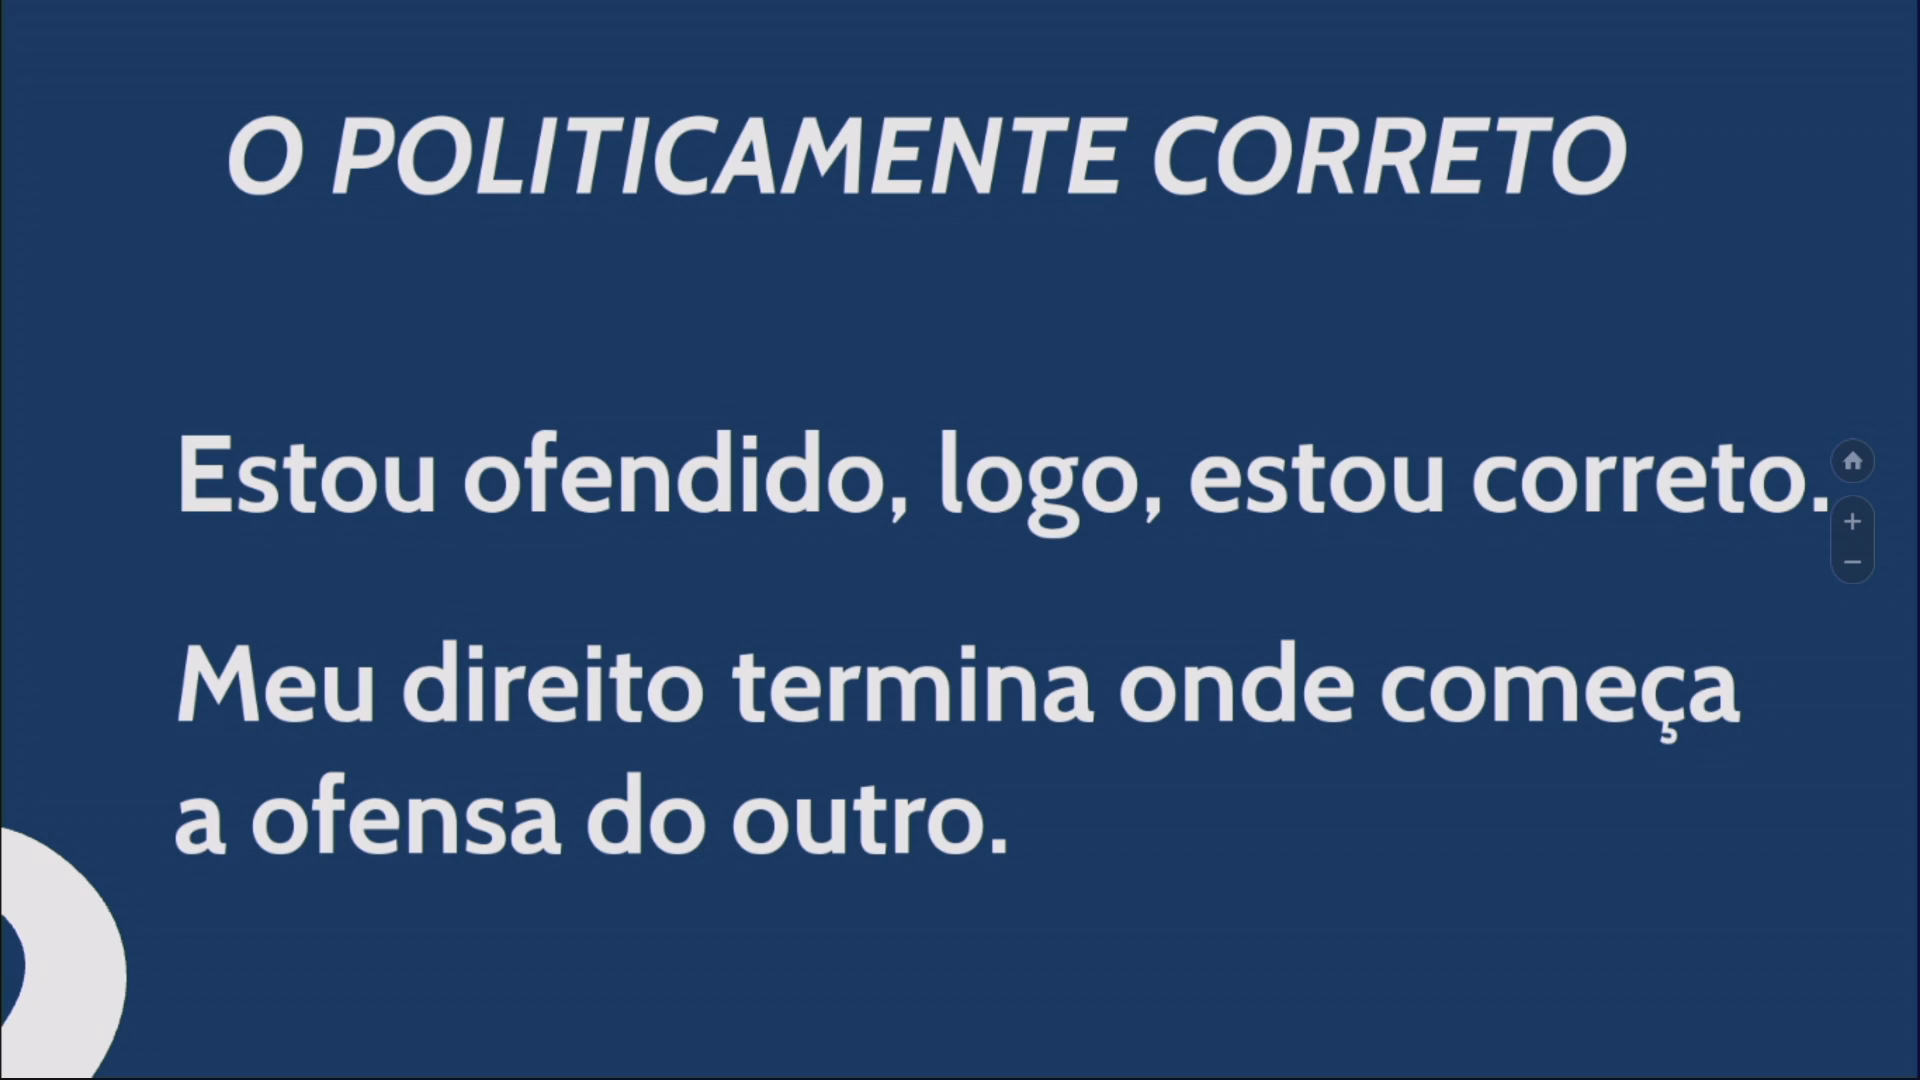 O POLITICAMENTE CORRETO
Estou ofendido, logo, estou correto.
Meu direito termina onde começa
a ofensa do outro.